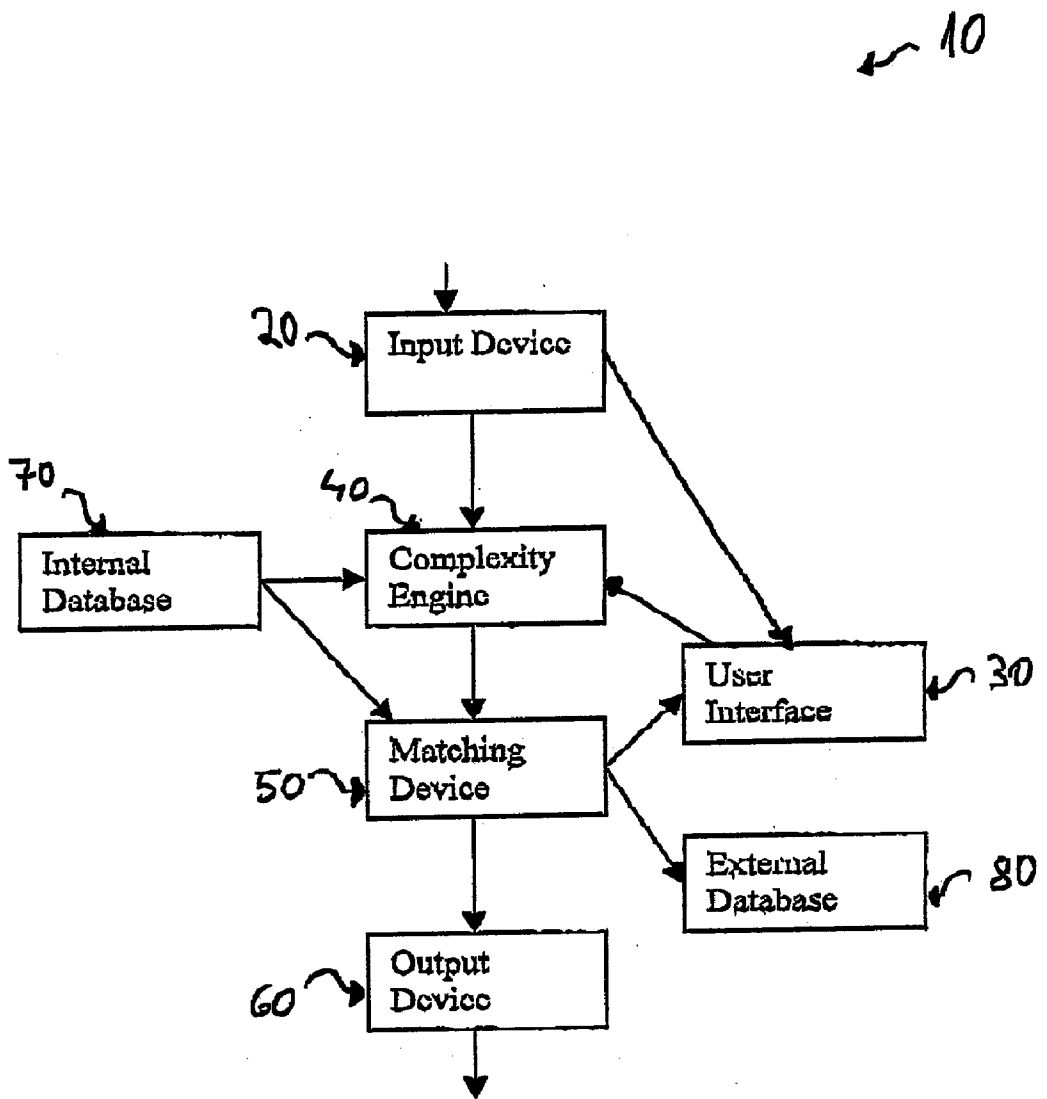 10
20
Input Device
70
40
Internal
Database
Complexity
Engine
User
Interface
30
Matching
Device
50
External
Database
80
Output
Device
60